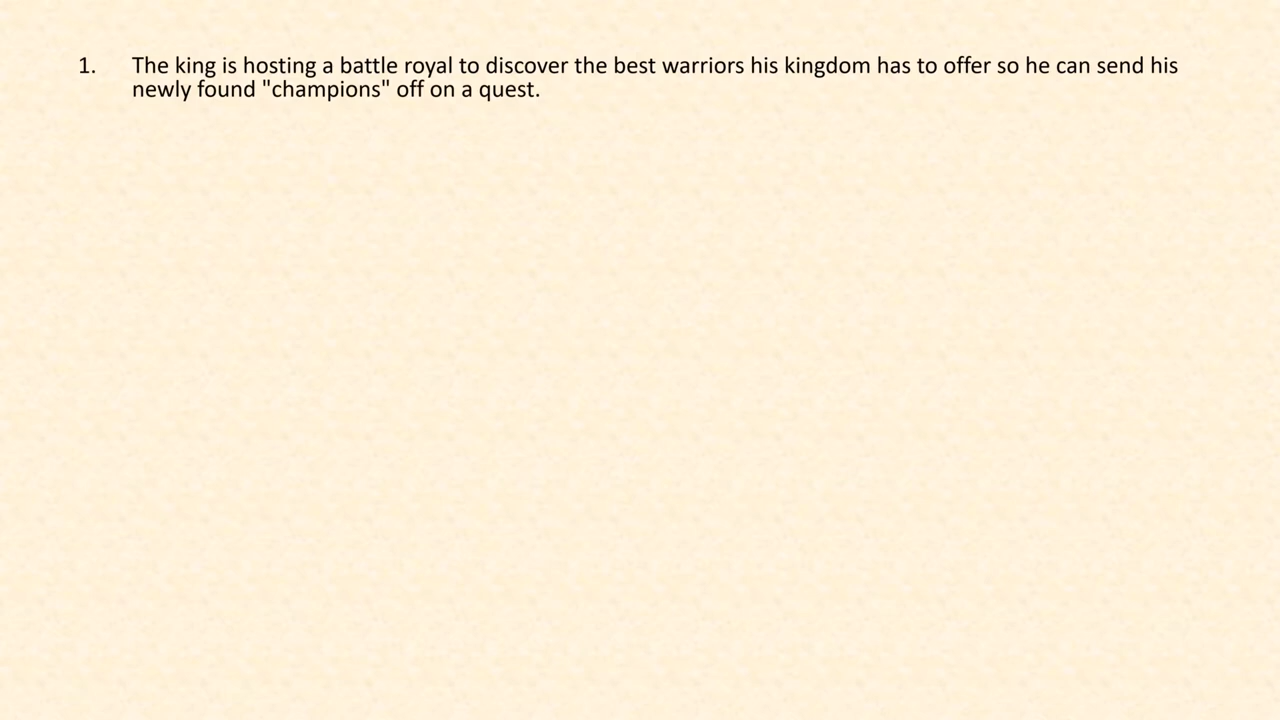 1. The king is hosting a battle royal to discover the best warriors his kingdom has to offer so he can send his
newly found "champions" off on a quest.